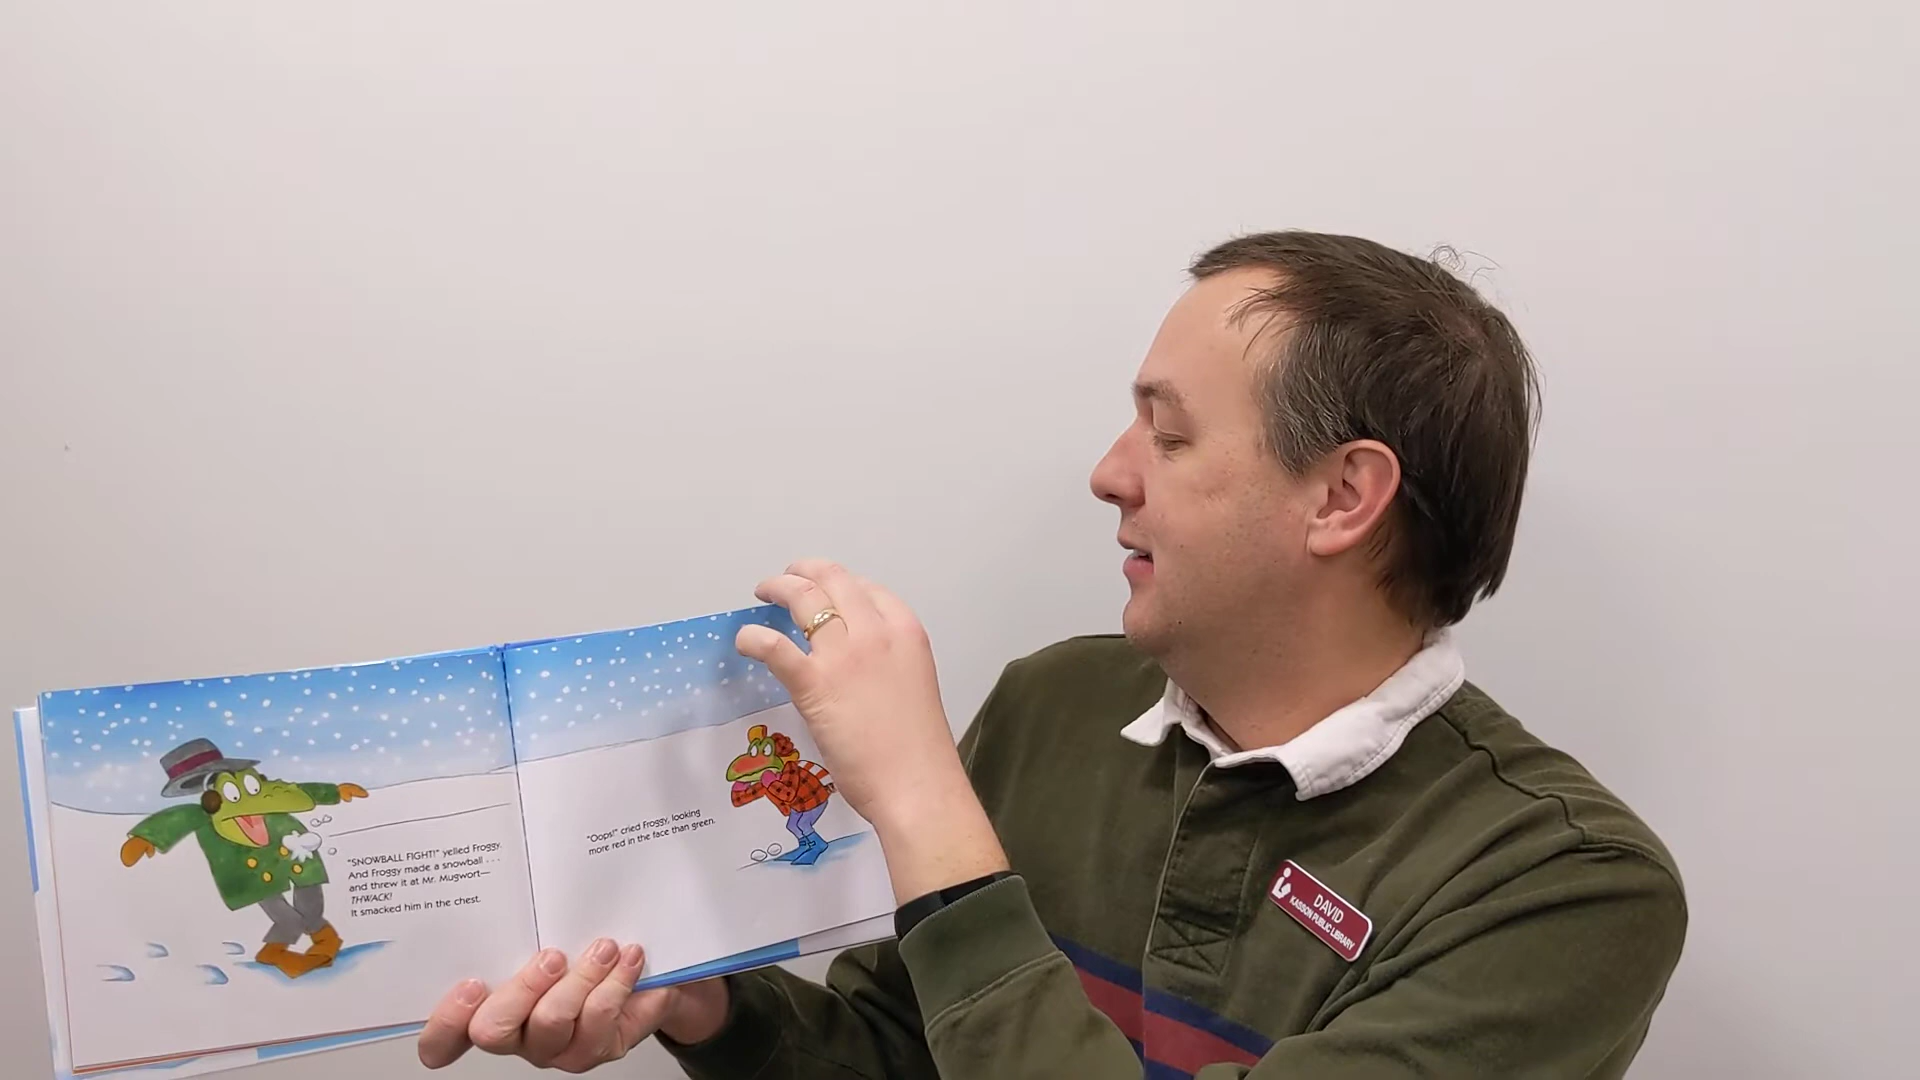 "SNOWBALL FIGHT!" yelled Froggy.
And Froggy made a snowball . . .
and threw it at Mr. Mugwort—
THWACK!
It smacked him in the chest.
"Oops!" cried Froggy, looking
more red in the face than green.
DAVID
KASSON PUBLIC LIBRARY